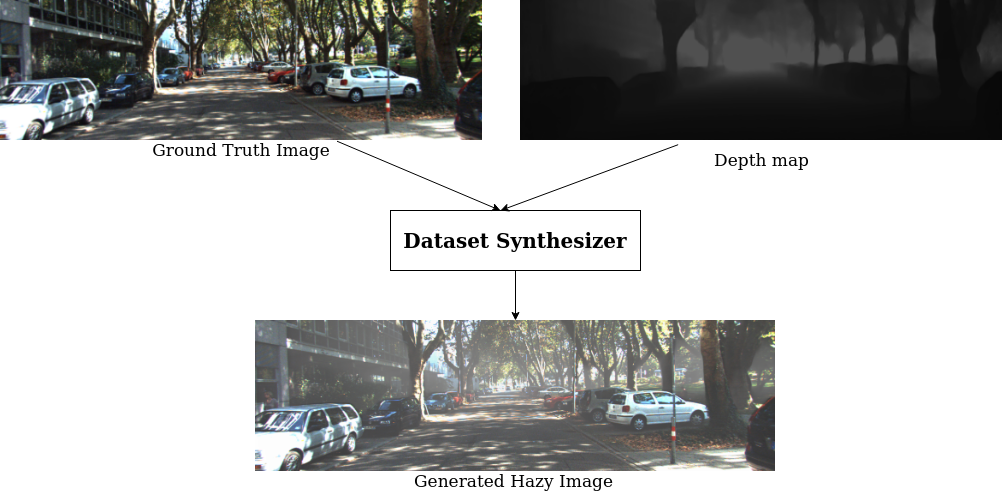 Ground Truth Image
Depth map
Dataset Synthesizer
Generated Hazy Image